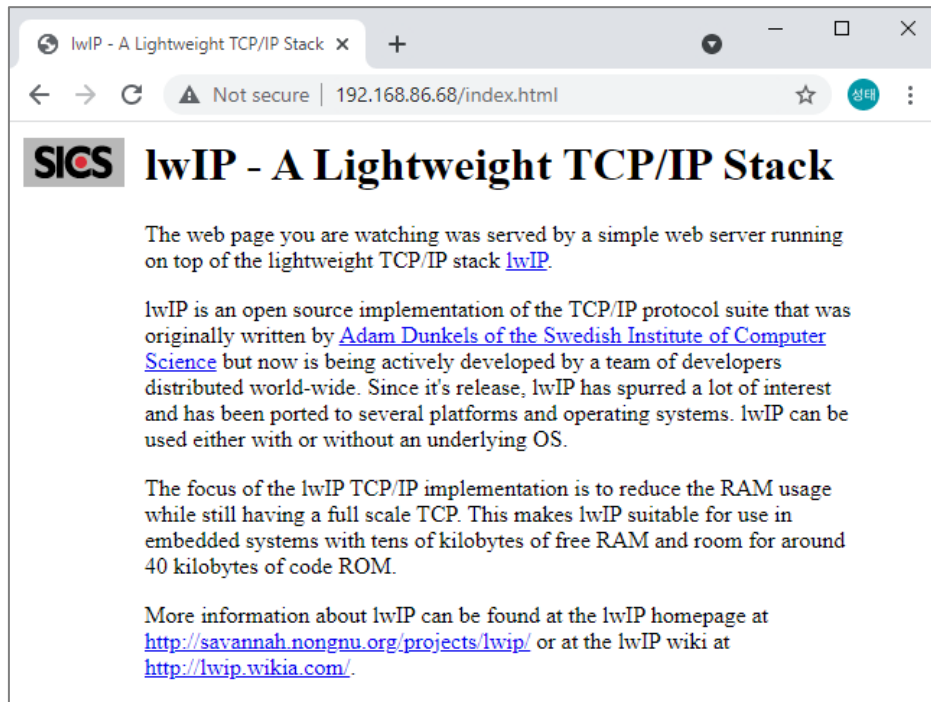 lwIP - A Lightweight TCP/IP Stack
Not secure
192.168.86.68/index.html
성태
SICS
lwIP - A Lightweight TCP/IP Stack
The web page you are watching was served by a simple web server running
on top of the lightweight TCP/IP stack lwIP.
lwIP is an open source implementation of the TCP/IP protocol suite that was
originally written by Adam Dunkels of the Swedish Institute of Computer
Science but now is being actively developed by a team of developers
distributed world-wide. Since it's release, lwIP has spurred a lot of interest
and has been ported to several platforms and operating systems. lwIP can be
used either with or without an underlying OS.
The focus of the lwIP TCP/IP implementation is to reduce the RAM usage
while still having a full scale TCP. This makes lwIP suitable for use in
embedded systems with tens of kilobytes of free RAM and room for around
40 kilobytes of code ROM.
More information about lwIP can be found at the lwIP homepage at
http://savannah.nongnu.org/projects/lwip/ or at the lwIP wiki at
http://lwip.wikia.com/.